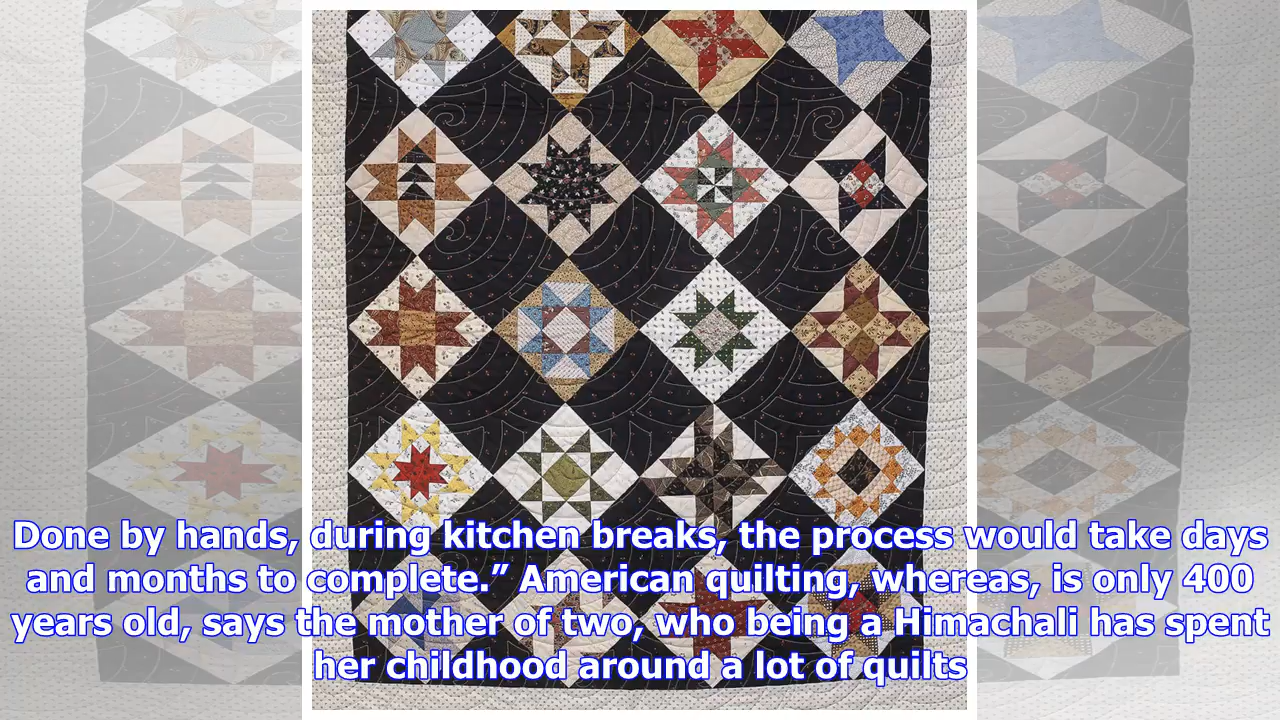 Done by hands, during kitchen breaks, the process would take days
and months to complete.” American quilting, whereas, is only 400
years old, says the mother of two, who being a Himachali has spent
her childhood around a lot of quilts